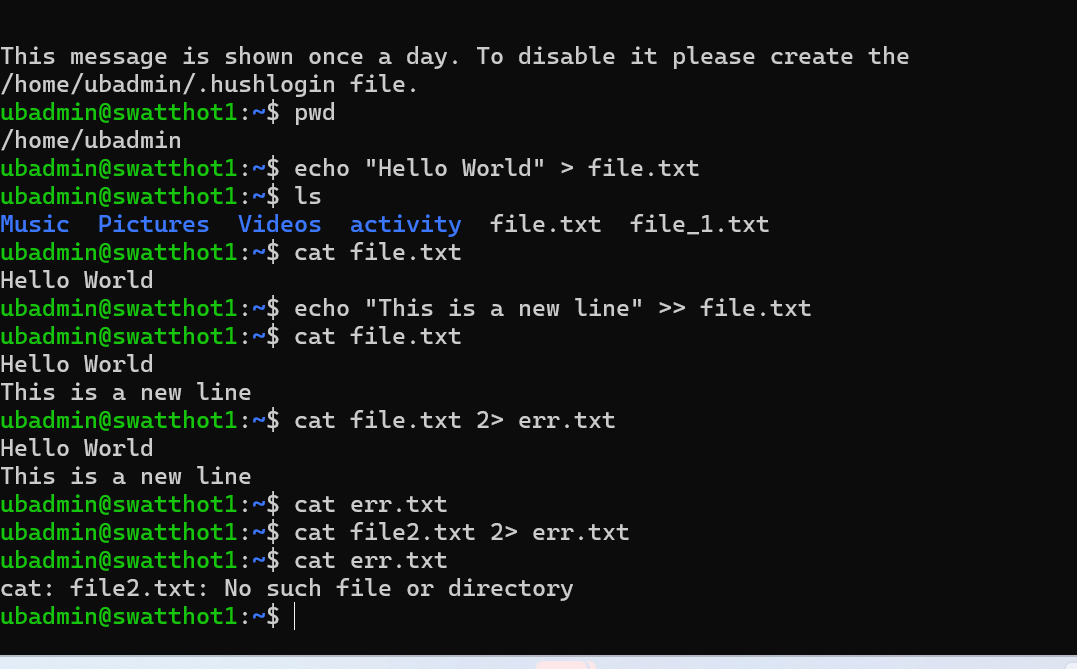 This message is shown once a day. To disable it please create the
/home/ubadmin/.hushlogin file.
ubadmin@swatthot1:~$ pwd
/home/ubadmin
ubadmin@swatthot1:~$ echo "Hello World" > file.txt
ubadmin@swatthot1:~$ ls
Music  Pictures  Videos  activity  file.txt  file_1.txt
ubadmin@swatthot1:~$ cat file.txt
Hello World
ubadmin@swatthot1:~$ echo "This is a new line" >> file.txt
ubadmin@swatthot1:~$ cat file.txt
Hello World
This is a new line
ubadmin@swatthot1:~$ cat file.txt 2> err.txt
Hello World
This is a new line
ubadmin@swatthot1:~$ cat err.txt
ubadmin@swatthot1:~$ cat file2.txt 2> err.txt
ubadmin@swatthot1:~$ cat err.txt
cat: file2.txt: No such file or directory
ubadmin@swatthot1:~$